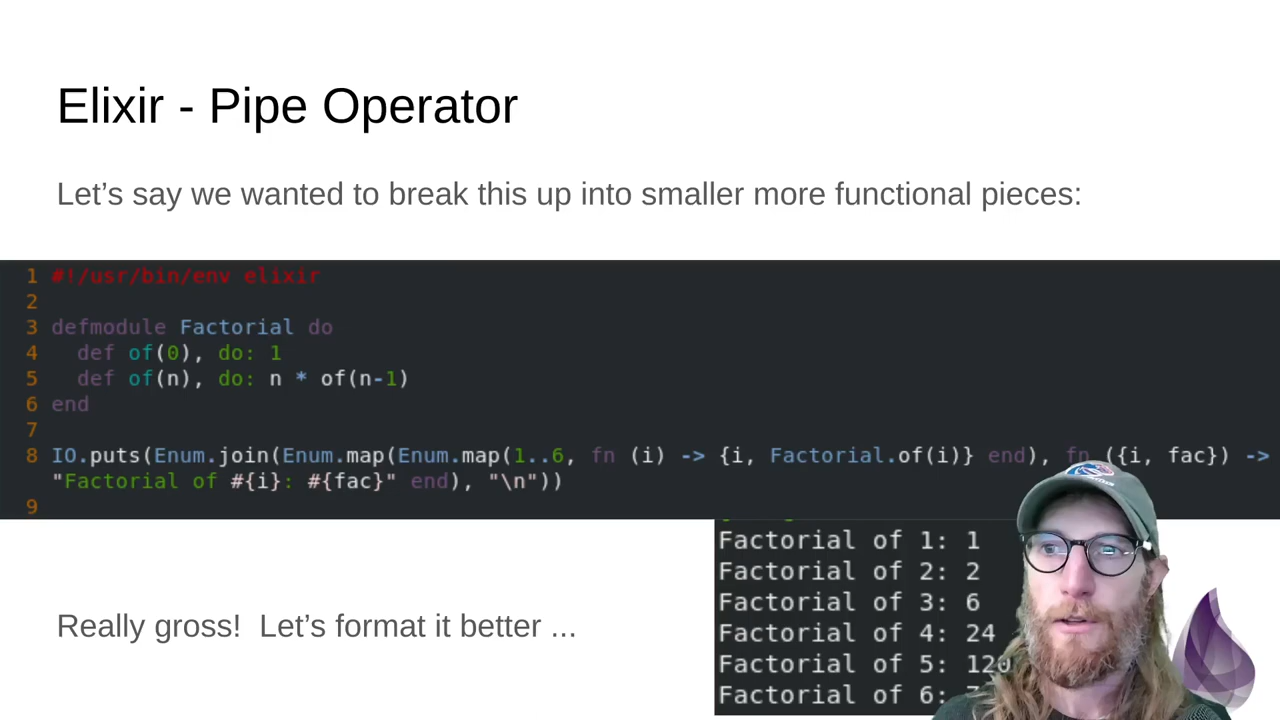 Elixir - Pipe Operator
Let’s say we wanted to break this up into smaller more functional pieces:
1 #!/usr/bin/env elixir
2
3 defmodule Factorial do
4   def of(0), do: 1
5   def of(n), do: n * of(n-1)
6 end
7
8 IO.puts(Enum.join(Enum.map(Enum.map(1..6, fn (i) -> {i, Factorial.of(i)} end), fn ({i, fac}) ->
"Factorial of #{i}: #{fac}" end), "\n"))
9
Factorial of 1: 1
Factorial of 2: 2
Factorial of 3: 6
Factorial of 4: 24
Factorial of 5: 120
Factorial of 6:
Really gross!  Let’s format it better ...